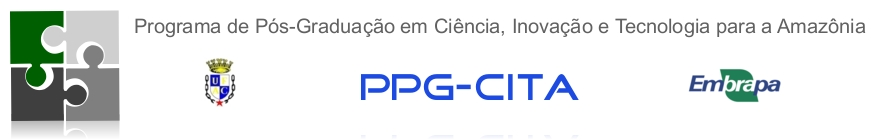 Programa de Pós-Graduação em Ciência, Inovação e Tecnologia para a Amazônia
PPG-CITA
Embrapa